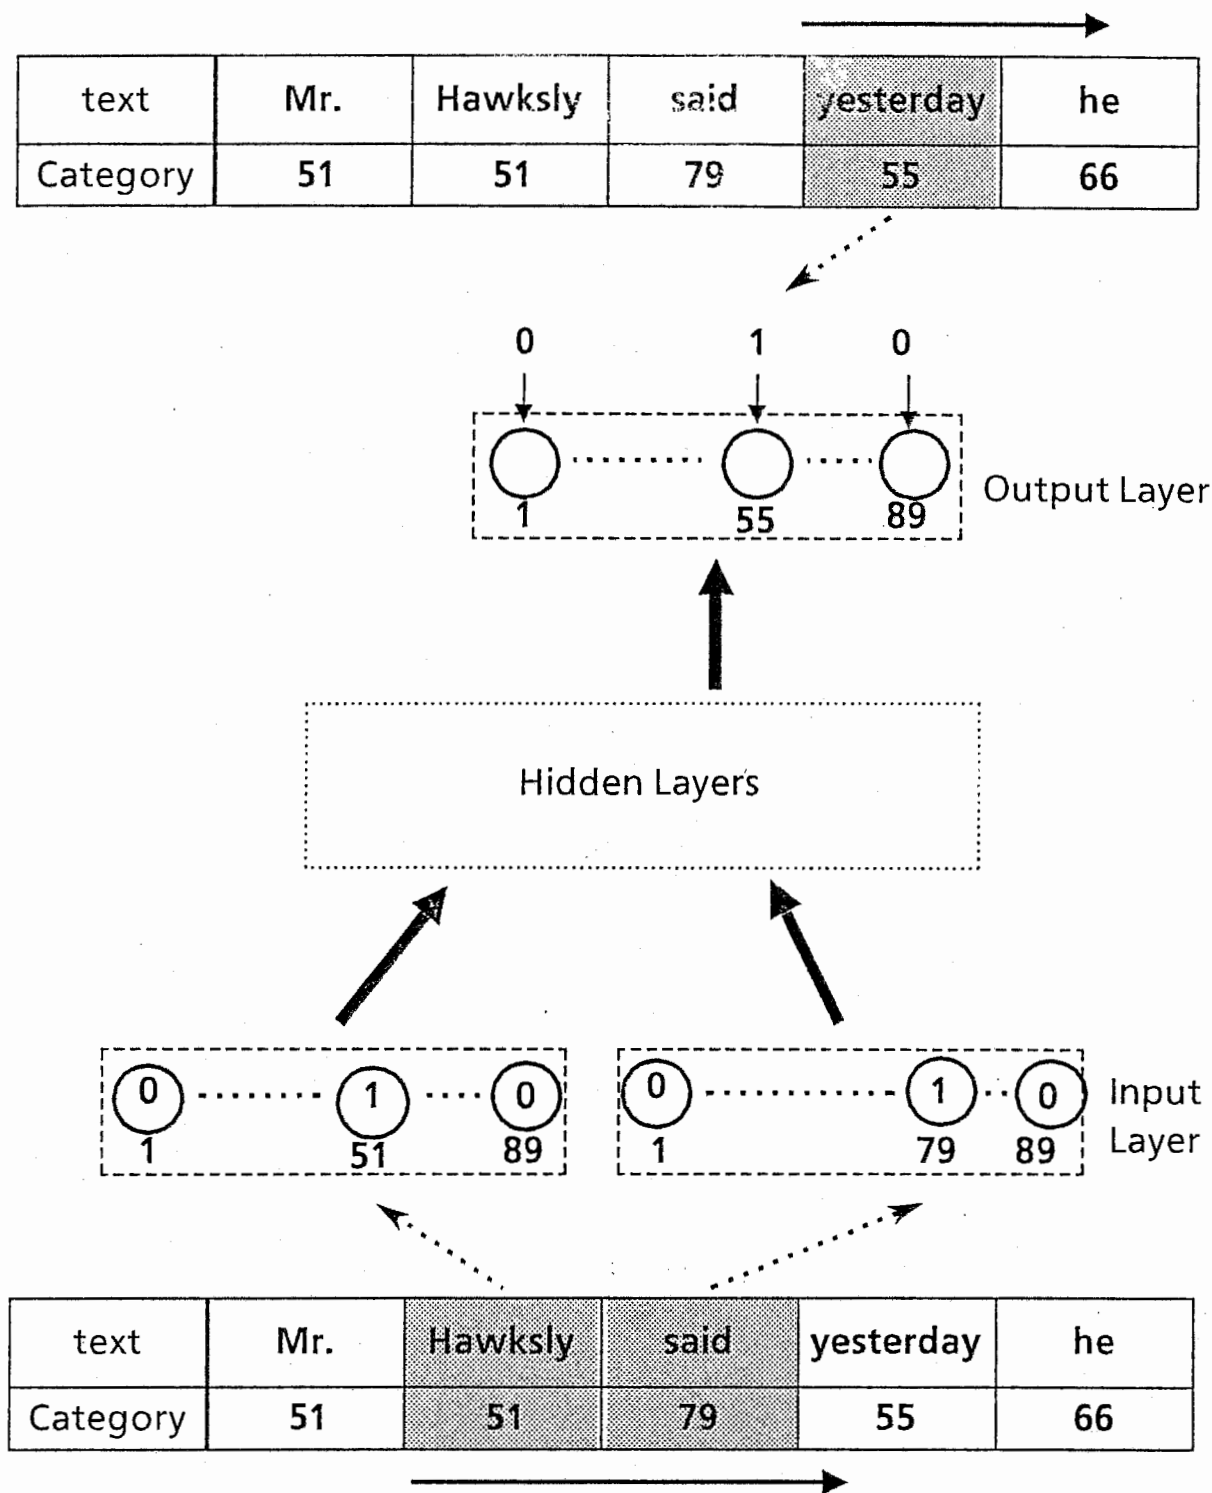 text Mr. Hawksly said yesterday he
Category 51 51 79 55 66
0 1 0
1 55 89
Output Layer
Hidden Layers
0 1 0 0 1 0
1 51 89 1 79 89
Input
Layer
text Mr. Hawksly said yesterday he
Category 51 51 79 55 66